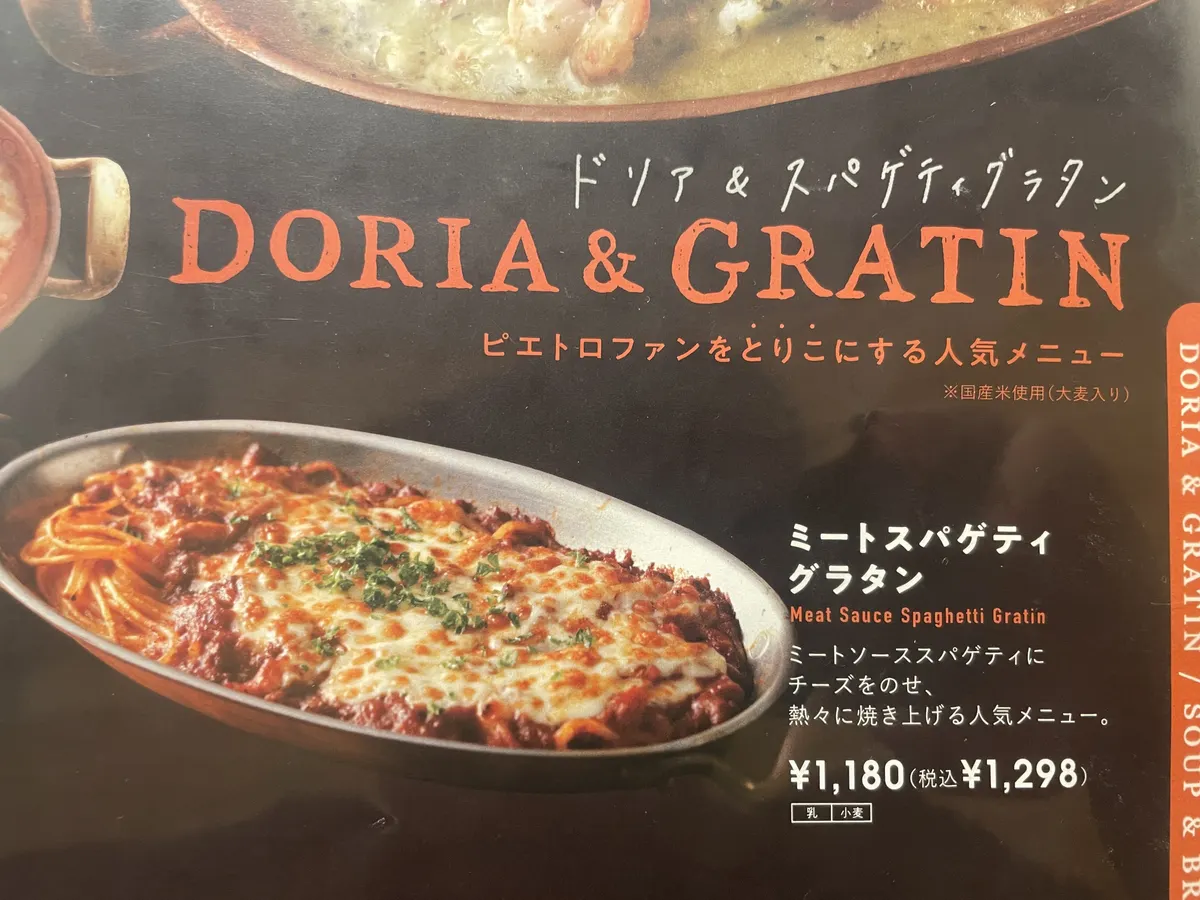 ドリア & スパゲティグラタン
DORIA & GRATIN
ピエトロファンをとりこにする人気メニュー
※国産米使用(大麦入り)
ミートスパゲティ
グラタン
Meat Sauce Spaghetti Gratin
ミートソーススパゲティに
チーズをのせ、
熱々に焼き上げる人気メニュー。
¥1,180(税込¥1,298)
乳 小麦
DORIA & GRATIN / SOUP & BR